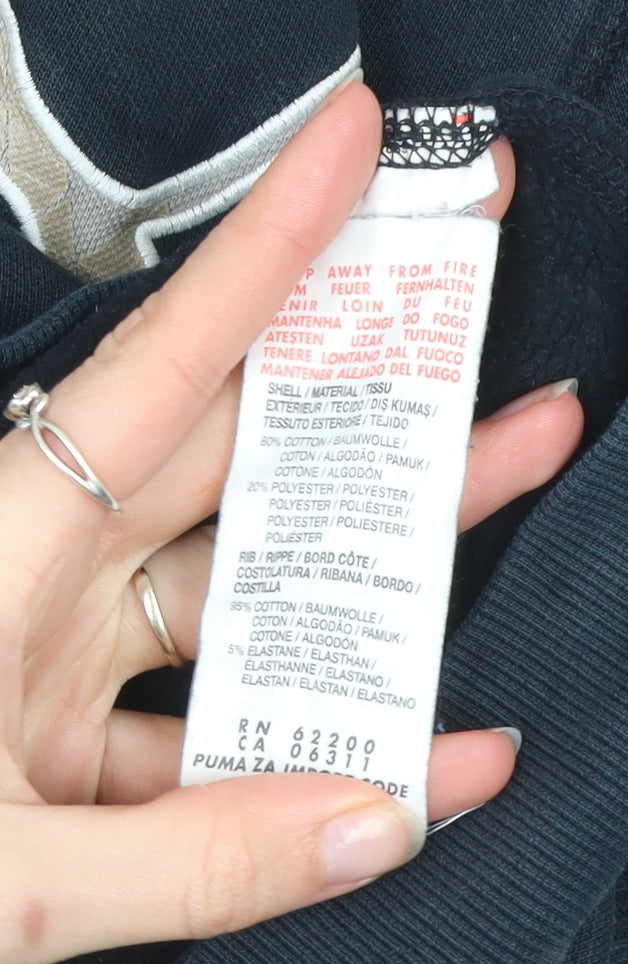 AWAY FROM FIRE
FEUER FERNHALTEN
LOIN DU FEU
MANTENHA LONGE DO FOGO
ATESTEN UZAK TUTUNUZ
TENERE LONTANO DAL FUOCO
MANTENER ALEJADO DEL FUEGO
SHELL / MATERIAL / TISSU
EXTÉRIEUR / TECIDO / DIŞ KUMAŞ /
TESSUTO ESTERIORE / TEJIDO
80% COTTON / BAUMWOLLE /
COTON / ALGODÃO / PAMUK /
COTONE / ALGODÓN
20% POLYESTER / POLYESTER /
POLYESTER / POLIÉSTER /
POLYESTER / POLIESTERE /
POLIÉSTER
RIB / RIPPE / BORD CÔTE /
COSTOLATURA / RIBANA / BORDO /
COSTILLA
95% COTTON / BAUMWOLLE /
COTON / ALGODÃO / PAMUK /
COTONE / ALGODÓN
5% ELASTANE / ELASTHAN /
ÉLASTHANNE / ELASTANO /
ELASTAN / ELASTAN / ELASTANO
RN 62200
CA 06311
PUMA ZA IMPORT CODE